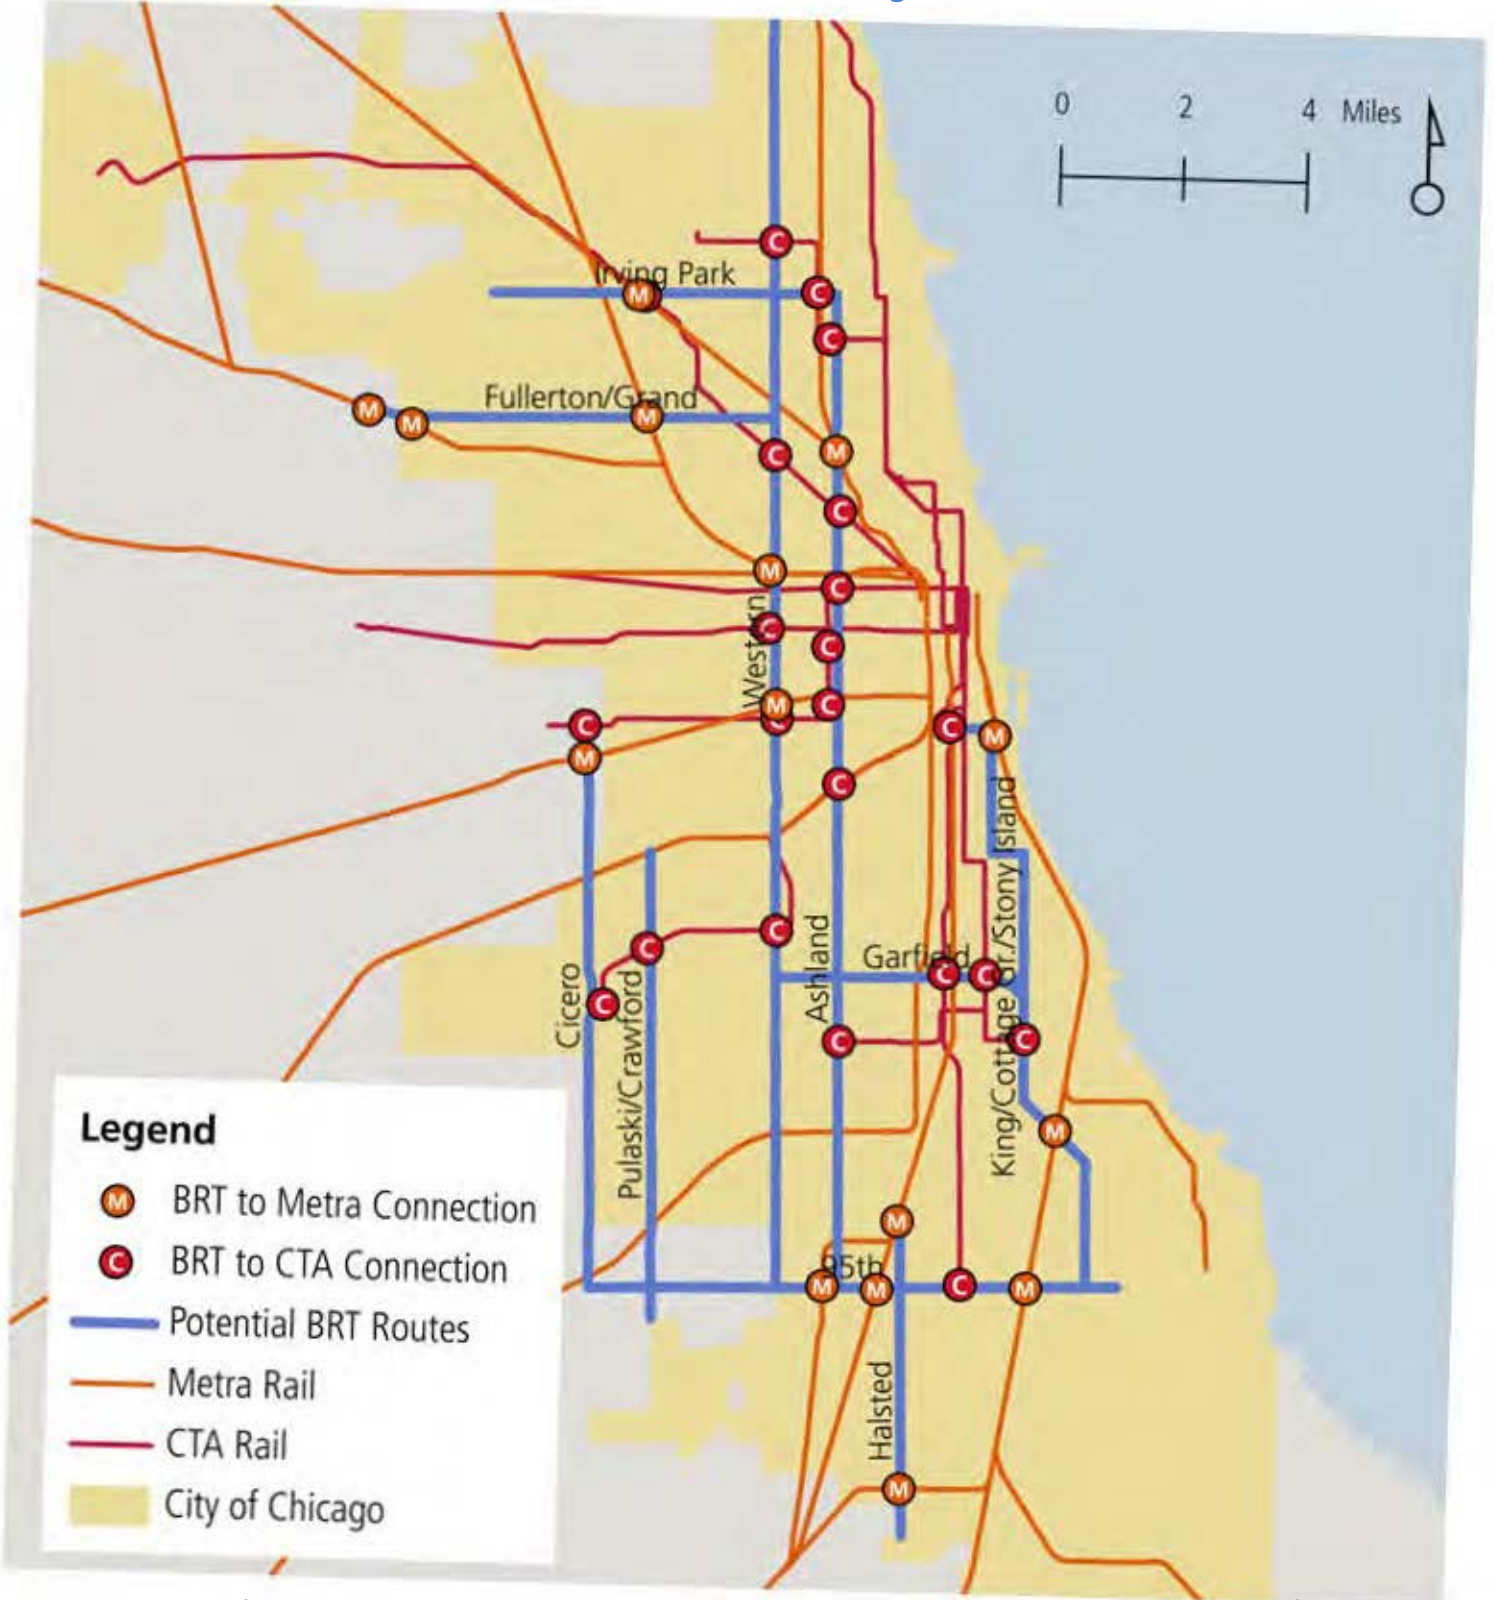 0 2 4 Miles
C
Irving Park
M
C
C
Fullerton/Grand
M
M
M
C
M
C
M
C
Western
C
C
M
C
C
C
M
C
M
C
King/Cottage Gr./Stony Island
Ashland
C
Garfield
C
Cicero
Pulaski/Crawford
C
C
C
C
C
M
M
95th
M
M
C
M
Halsted
M
Legend
M BRT to Metra Connection
C BRT to CTA Connection
Potential BRT Routes
Metra Rail
CTA Rail
City of Chicago